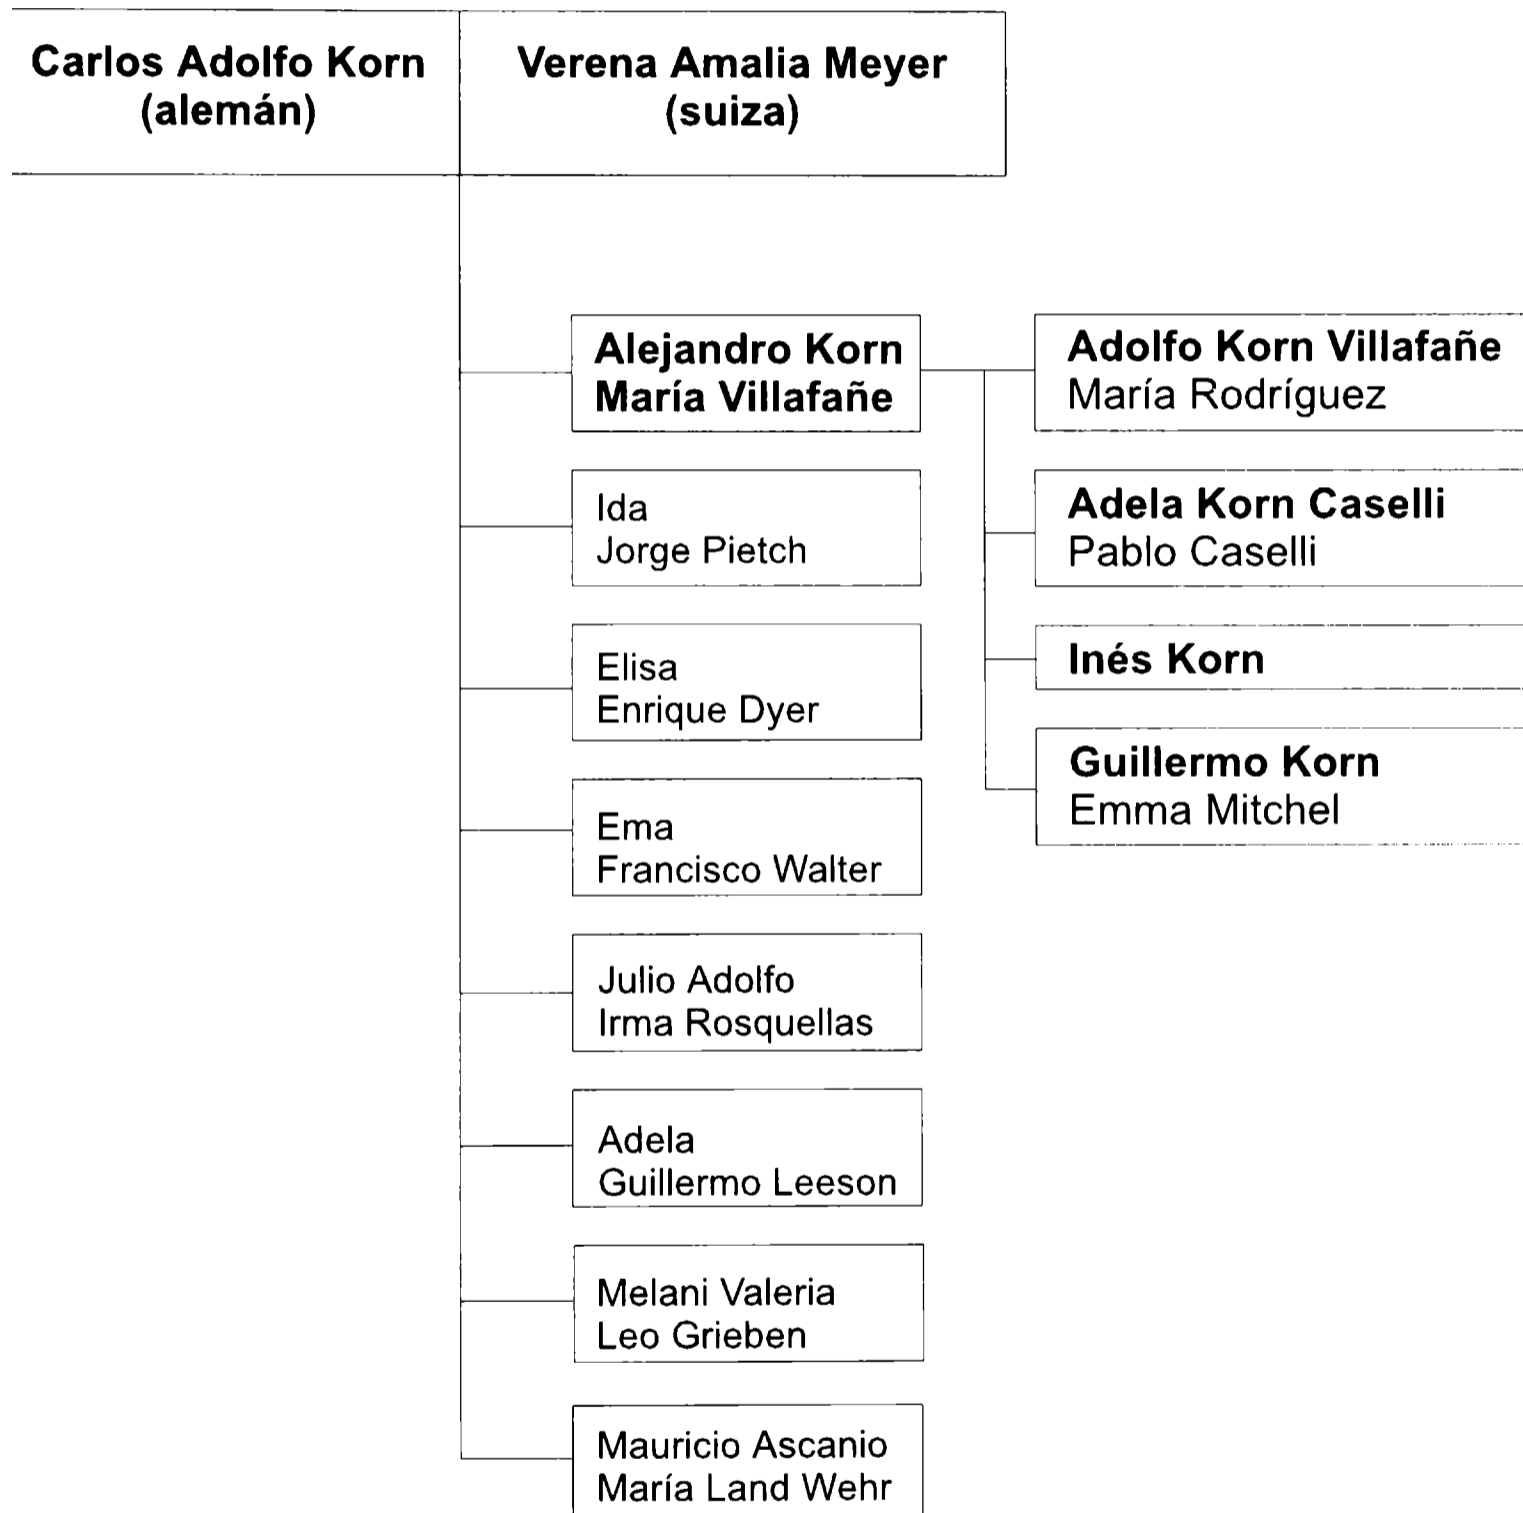 Carlos Adolfo Korn
(alemán)
Verena Amalia Meyer
(suiza)
Alejandro Korn
María Villafañe
Adolfo Korn Villafañe
María Rodríguez
Ida
Jorge Pietch
Adela Korn Caselli
Pablo Caselli
Elisa
Enrique Dyer
Inés Korn
Ema
Francisco Walter
Guillermo Korn
Emma Mitchel
Julio Adolfo
Irma Rosquellas
Adela
Guillermo Leeson
Melani Valeria
Leo Grieben
Mauricio Ascanio
María Land Wehr